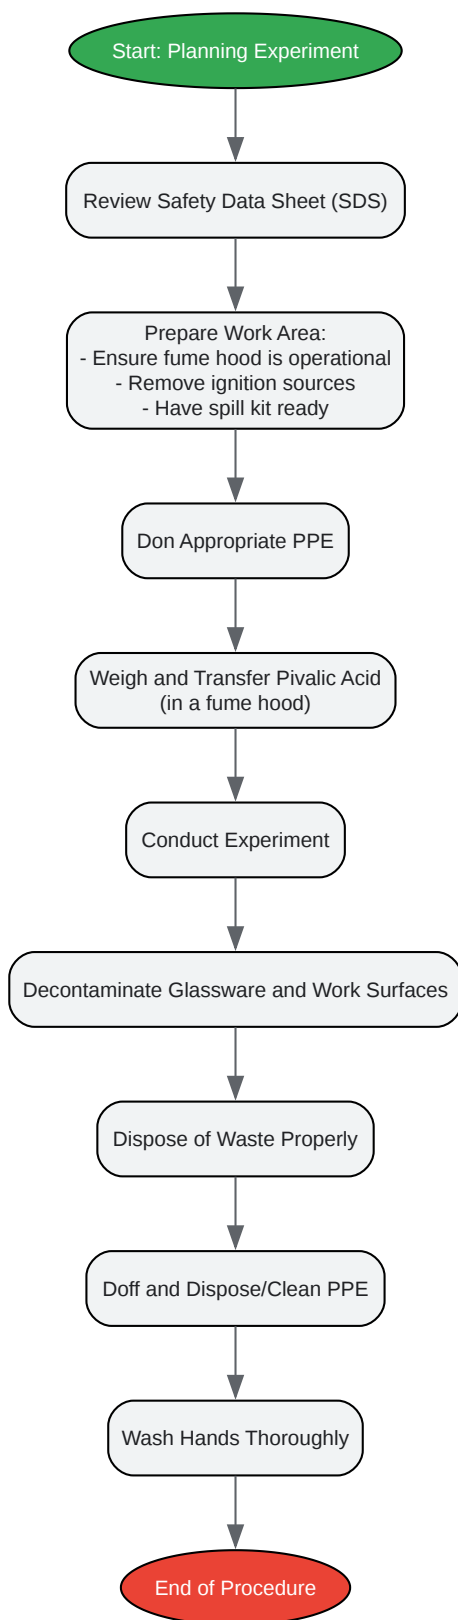 Start: Planning Experiment
Review Safety Data Sheet (SDS)
Prepare Work Area:
- Ensure fume hood is operational
- Remove ignition sources
- Have spill kit ready
Don Appropriate PPE
Weigh and Transfer Pivalic Acid
(in a fume hood)
Conduct Experiment
Decontaminate Glassware and Work Surfaces
Dispose of Waste Properly
Doff and Dispose/Clean PPE
Wash Hands Thoroughly
End of Procedure